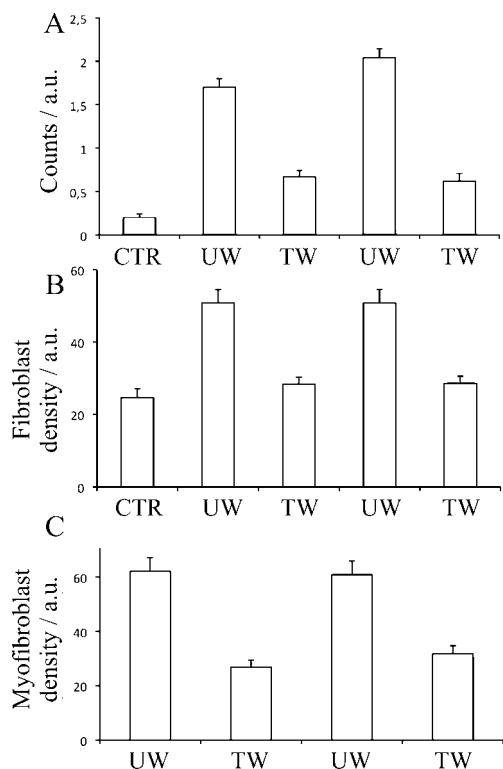 A
Counts / a.u.
2,5
2
1,5
1
0,5
0
CTR UW TW UW TW
B
Fibroblast
density / a.u.
60
40
20
0
CTR UW TW UW TW
C
Myofibroblast
density / a.u.
60
40
20
0
UW TW UW TW